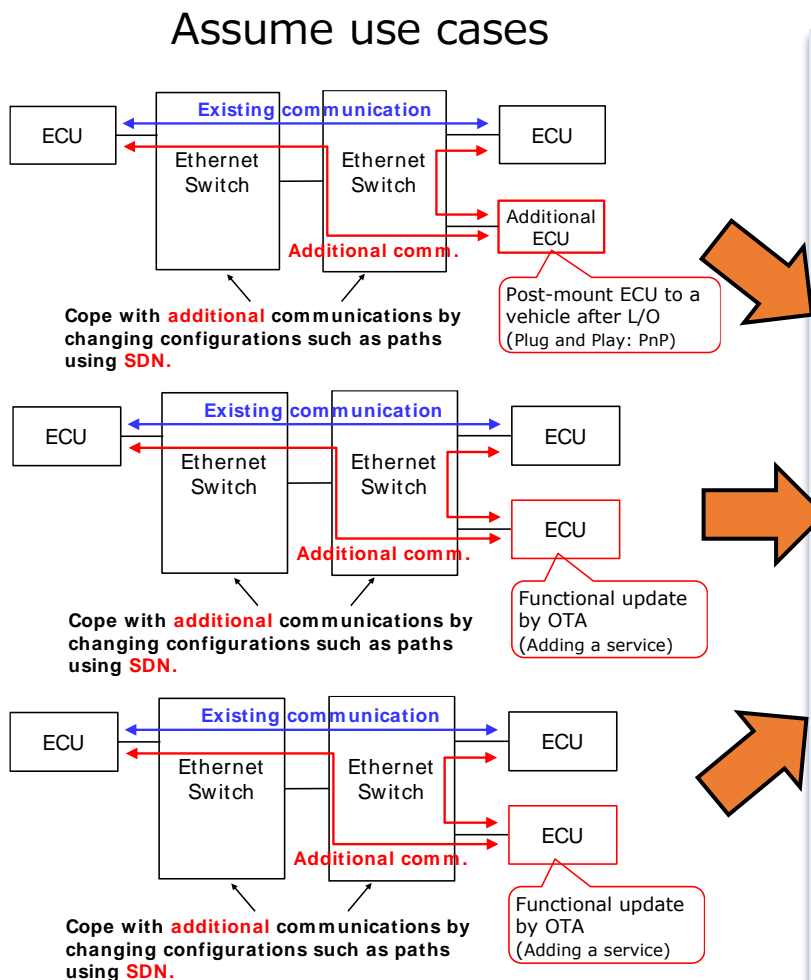 Assume use cases
Existing communication
ECU
Ethernet
Switch
Ethernet
Switch
ECU
Additional
ECU
Additional comm.
Post-mount ECU to a
vehicle after L/O
(Plug and Play: PnP)
Cope with additional communications by
changing configurations such as paths
using SDN.
Existing communication
ECU
Ethernet
Switch
Ethernet
Switch
ECU
ECU
Additional comm.
Functional update
by OTA
(Adding a service)
Cope with additional communications by
changing configurations such as paths
using SDN.
Existing communication
ECU
Ethernet
Switch
Ethernet
Switch
ECU
ECU
Additional comm.
Functional update
by OTA
(Adding a service)
Cope with additional communications by
changing configurations such as paths
using SDN.